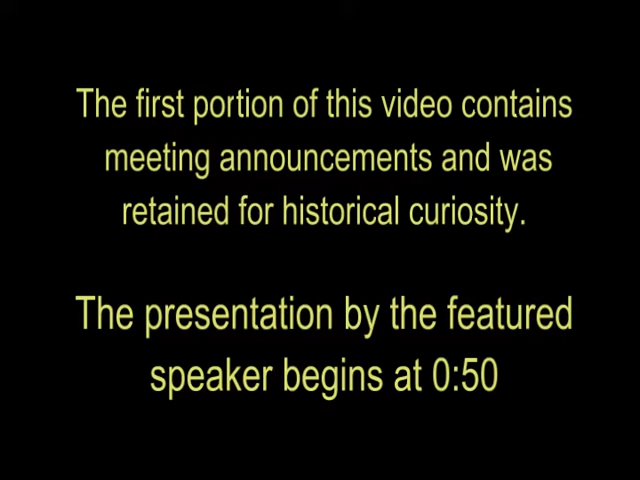 The first portion of this video contains
meeting announcements and was
retained for historical curiosity.
The presentation by the featured
speaker begins at 0:50